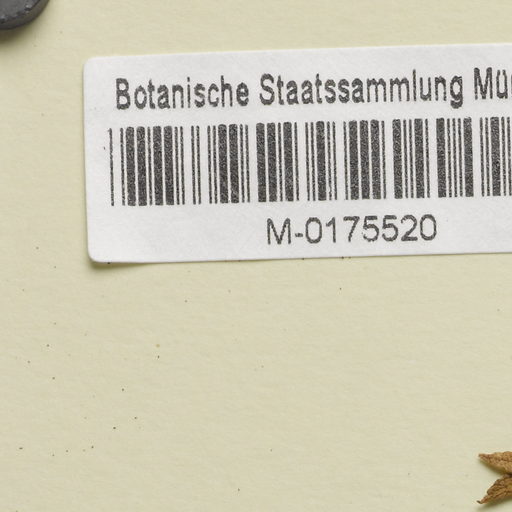 Botanische Staatssammlung Mü
M-0175520